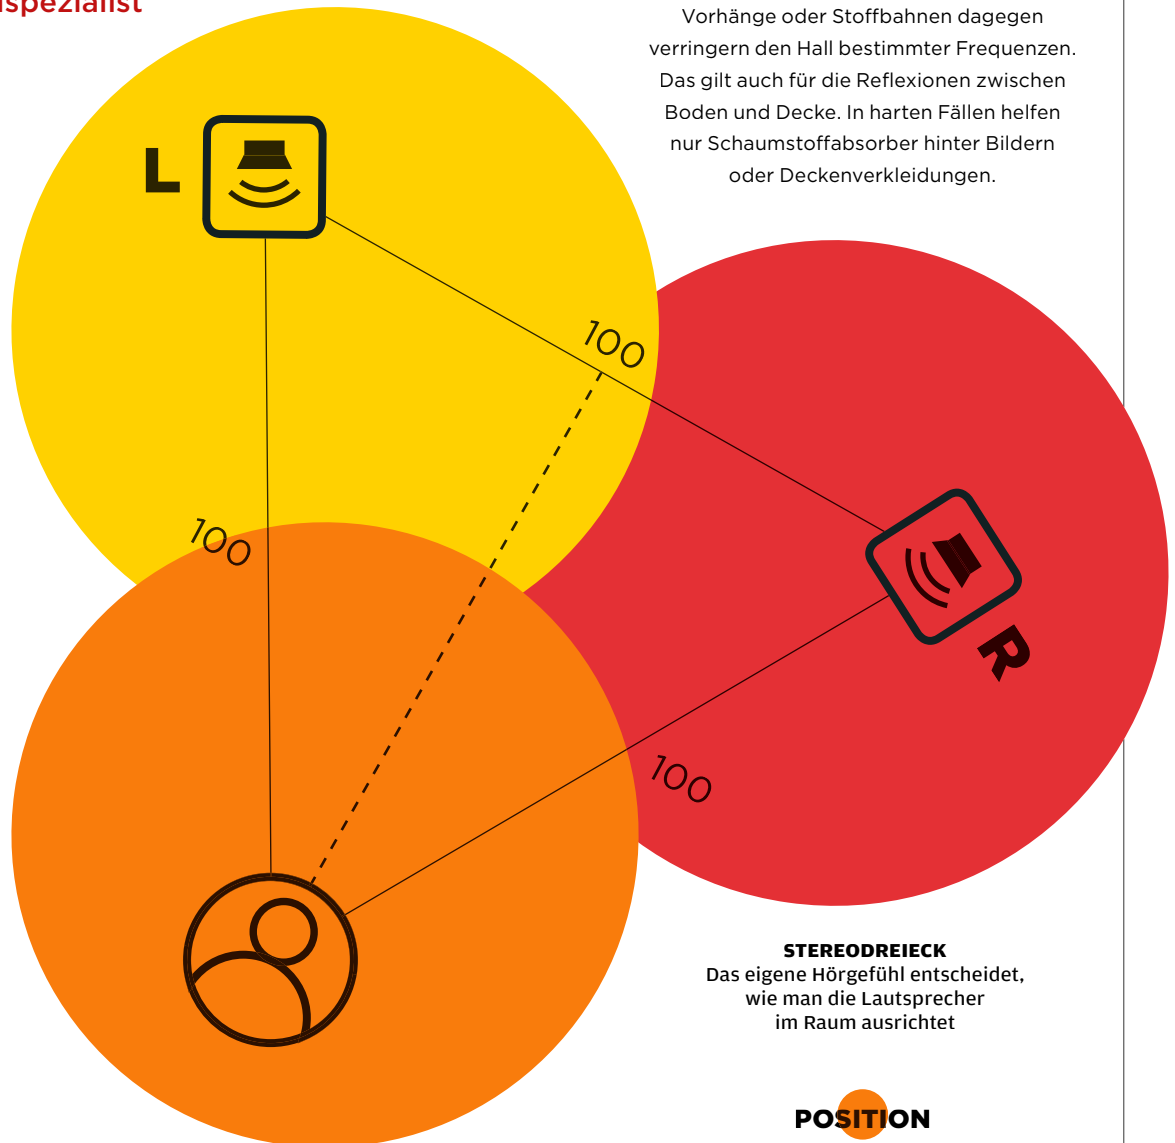 Vorhänge oder Stoffbahnen dagegen
verringern den Hall bestimmter Frequenzen.
Das gilt auch für die Reflexionen zwischen
Boden und Decke. In harten Fällen helfen
nur Schaumstoffabsorber hinter Bildern
oder Deckenverkleidungen.
L
100
100
R
100
STEREODREIECK
Das eigene Hörgefühl entscheidet,
wie man die Lautsprecher
im Raum ausrichtet
POSITION